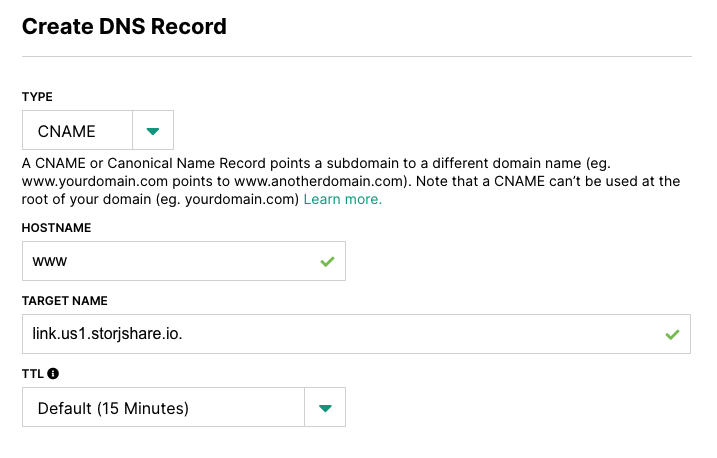 Create DNS Record
TYPE
CNAME
A CNAME or Canonical Name Record points a subdomain to a different domain name (eg.
www.yourdomain.com points to www.anotherdomain.com). Note that a CNAME can't be used at the
root of your domain (eg. yourdomain.com) Learn more.
HOSTNAME
www
TARGET NAME
link.us1.storjshare.io.
TTL
Default (15 Minutes)